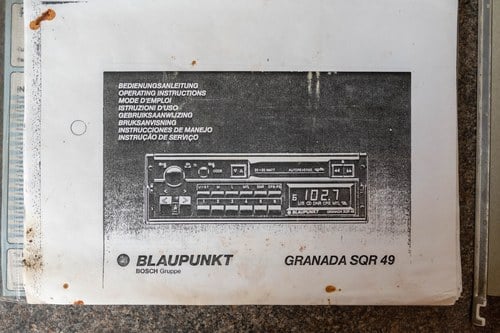 BEDIENUNGSANLEITUNG
OPERATING INSTRUCTIONS
MODE D'EMPLOI
ISTRUZIONI D'USO
GEBRUIKSAANWIJZING
BRUKSANVISNING
INSTRUCCIONES DE MANEJO
INSTRUÇÃO DE SERVIÇO
AUTOREVERSE
102.7
BLAUPUNKT
GRANADA SQR 49
BOSCH Gruppe